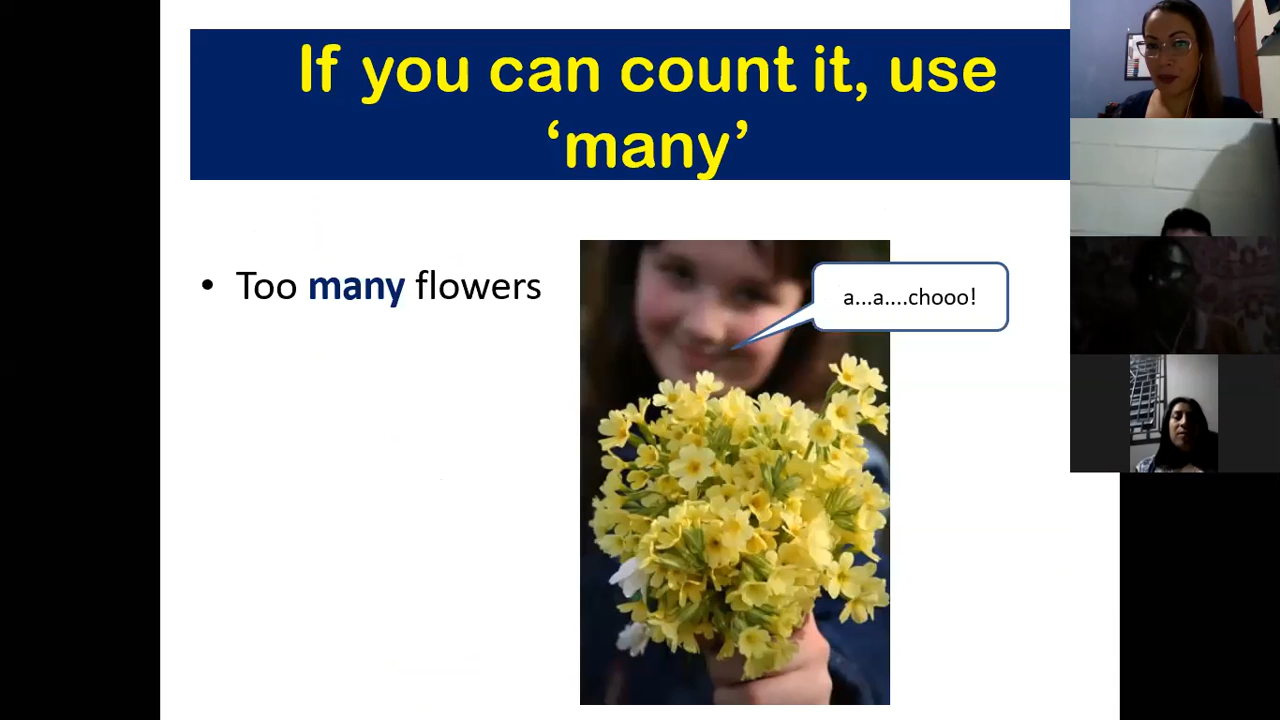 If you can count it, use
‘many’
• Too many flowers
a...a....chooo!